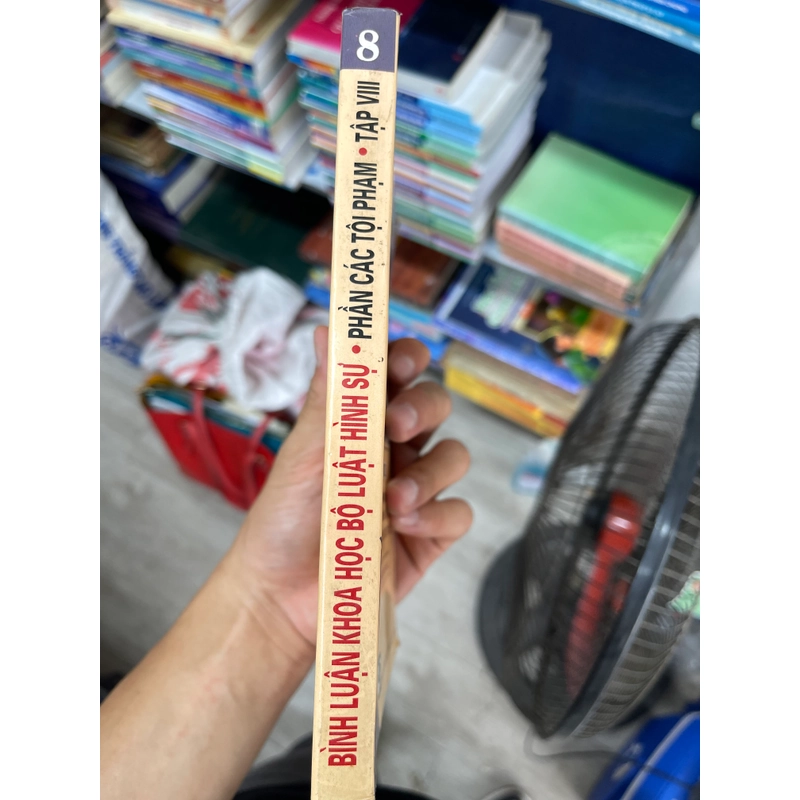 8
BÌNH LUẬN KHOA HỌC BỘ LUẬT HÌNH SỰ • PHẦN CÁC TỘI PHẠM • TẬP VIII